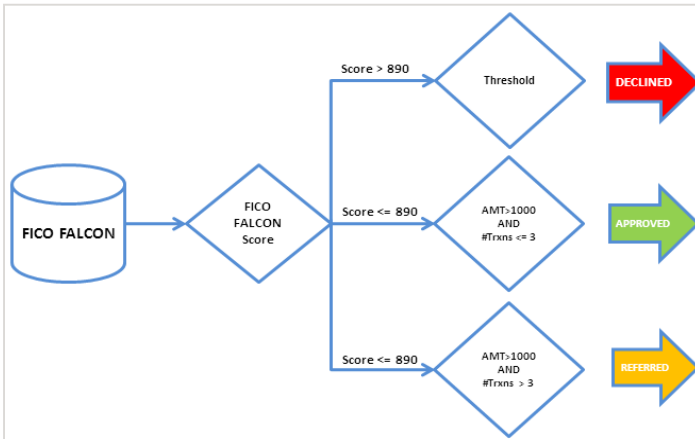 Score > 890
Threshold
DECLINED
FICO FALCON
FICO
FALCON
Score
Score <= 890
AMT>1000
AND
#Trxns <= 3
APPROVED
Score <= 890
AMT>1000
AND
#Trxns > 3
REFERRED